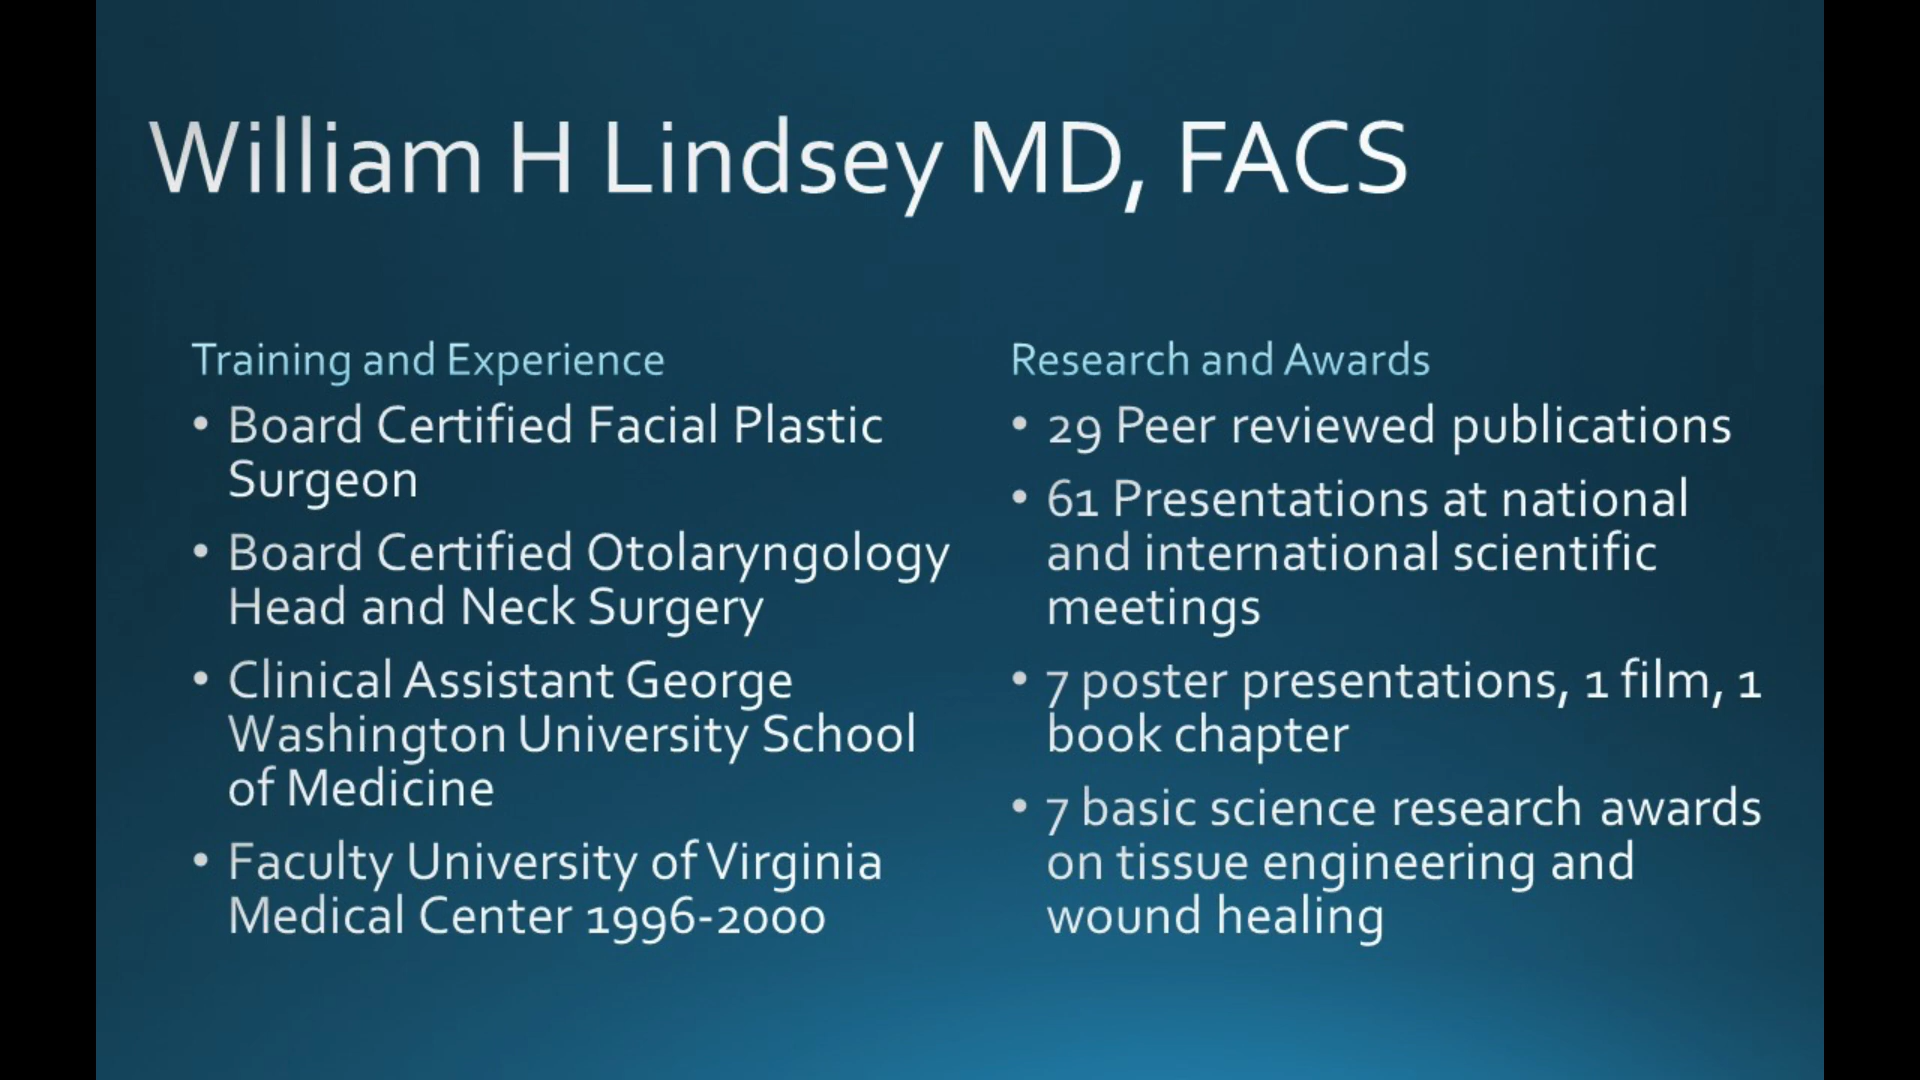 William H Lindsey MD, FACS
Training and Experience
• Board Certified Facial Plastic
Surgeon
• Board Certified Otolaryngology
Head and Neck Surgery
• Clinical Assistant George
Washington University School
of Medicine
• Faculty University of Virginia
Medical Center 1996-2000
Research and Awards
• 29 Peer reviewed publications
• 61 Presentations at national
and international scientific
meetings
• 7 poster presentations, 1 film, 1
book chapter
• 7 basic science research awards
on tissue engineering and
wound healing